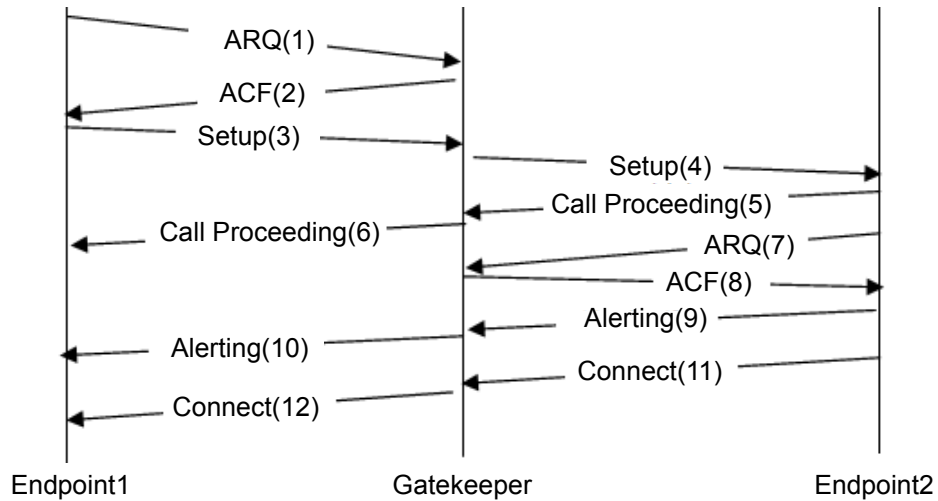 ARQ(1)
ACF(2)
Setup(3)
Setup(4)
Call Proceeding(5)
Call Proceeding(6)
ARQ(7)
ACF(8)
Alerting(9)
Alerting(10)
Connect(11)
Connect(12)
Endpoint1
Gatekeeper
Endpoint2